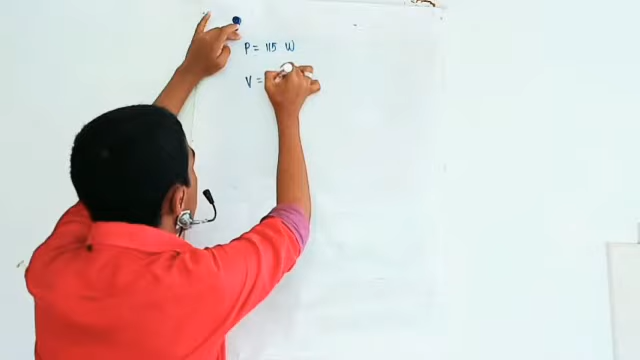 P = 115 W
V =